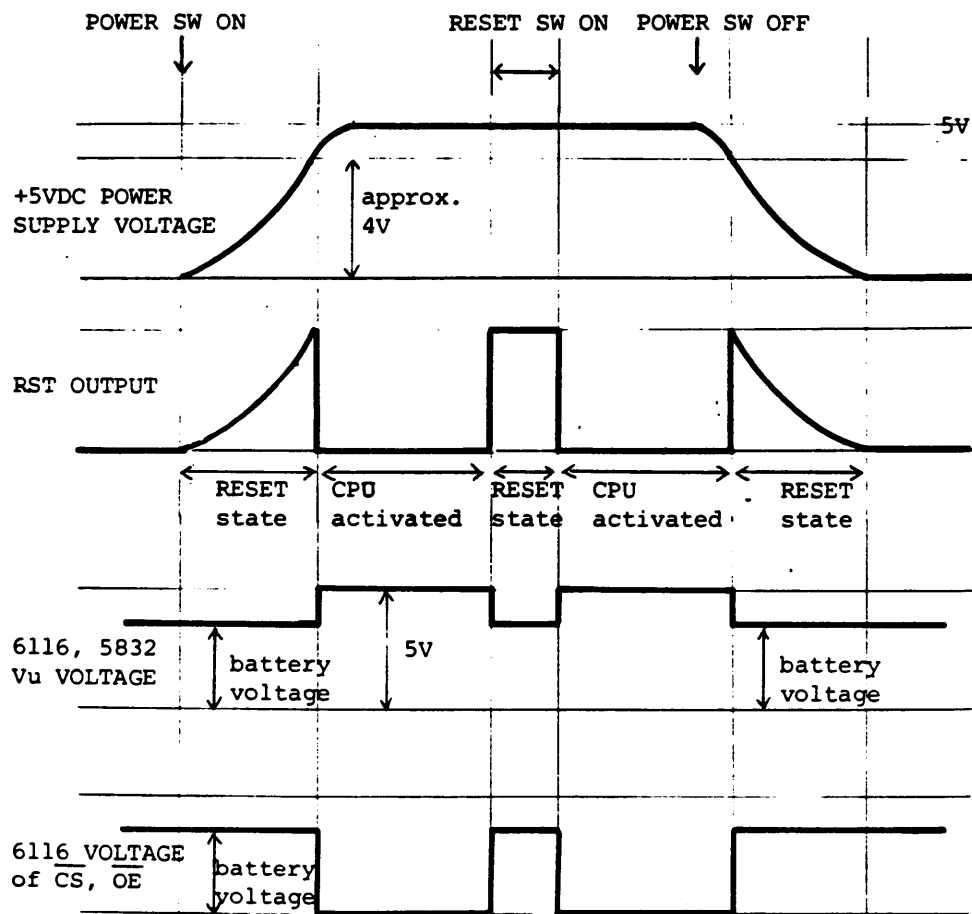 POWER SW ON
RESET SW ON
POWER SW OFF
5V
+5VDC POWER
SUPPLY VOLTAGE
approx.
4V
RST OUTPUT
RESET
state
CPU
activated
RESET
state
CPU
activated
RESET
state
6116, 5832
Vu VOLTAGE
battery
voltage
5V
battery
voltage
6116 VOLTAGE
of C̅S̅, O̅E̅
battery
voltage